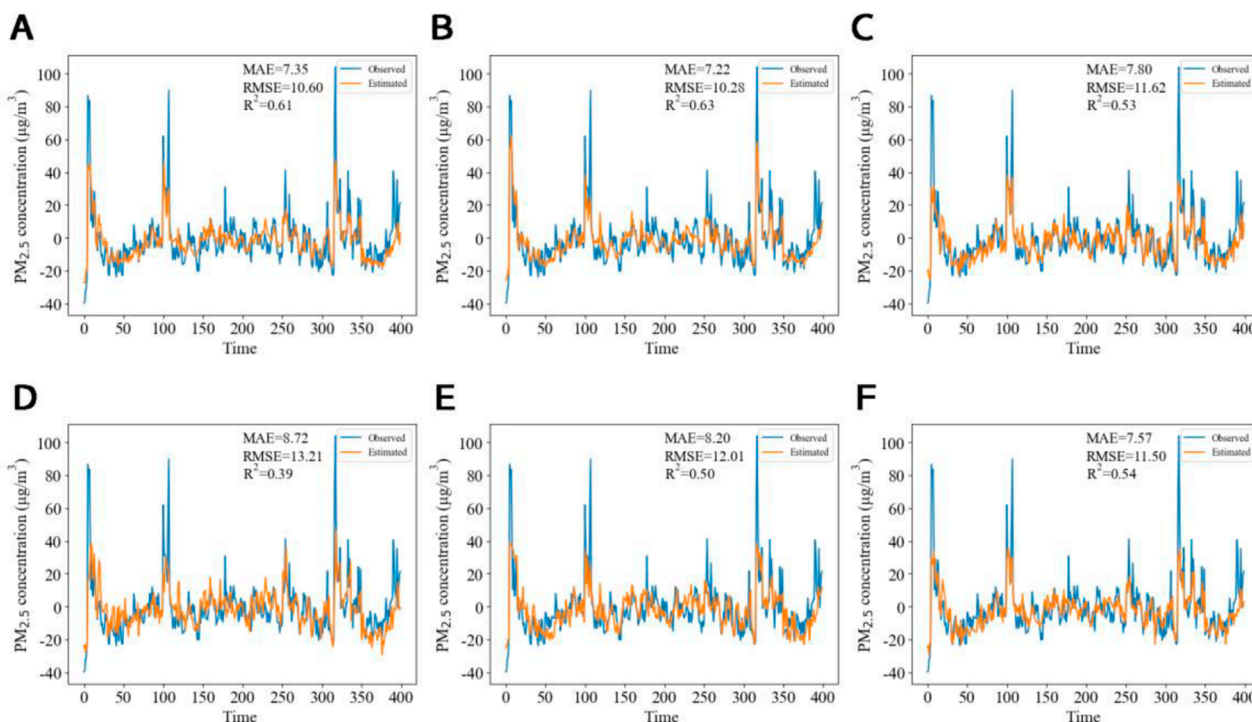 A
MAE=7.35
RMSE=10.60
R²=0.61
Observed
Estimated
PM₂.₅ concentration (μg/m³)
100
80
60
40
20
0
-20
-40
0 50 100 150 200 250 300 350 400
Time
B
MAE=7.22
RMSE=10.28
R²=0.63
Observed
Estimated
PM₂.₅ concentration (μg/m³)
100
80
60
40
20
0
-20
-40
0 50 100 150 200 250 300 350 400
Time
C
MAE=7.80
RMSE=11.62
R²=0.53
Observed
Estimated
PM₂.₅ concentration (μg/m³)
100
80
60
40
20
0
-20
-40
0 50 100 150 200 250 300 350 400
Time
D
MAE=8.72
RMSE=13.21
R²=0.39
Observed
Estimated
PM₂.₅ concentration (μg/m³)
100
80
60
40
20
0
-20
-40
0 50 100 150 200 250 300 350 400
Time
E
MAE=8.20
RMSE=12.01
R²=0.50
Observed
Estimated
PM₂.₅ concentration (μg/m³)
100
80
60
40
20
0
-20
-40
0 50 100 150 200 250 300 350 400
Time
F
MAE=7.57
RMSE=11.50
R²=0.54
Observed
Estimated
PM₂.₅ concentration (μg/m³)
100
80
60
40
20
0
-20
-40
0 50 100 150 200 250 300 350 400
Time